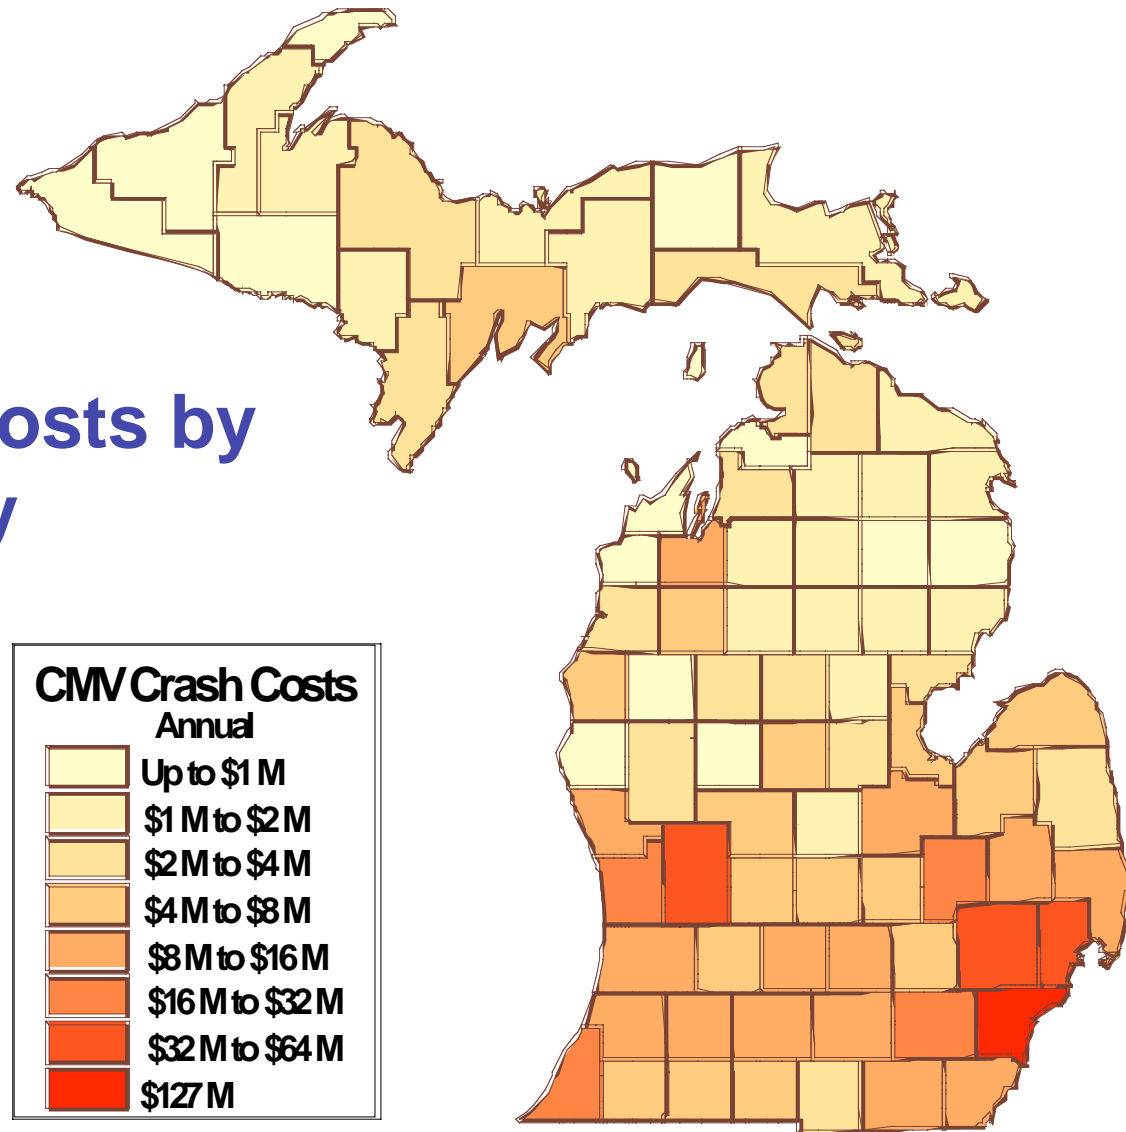 osts by
y
CMV Crash Costs
Annual
Up to $1 M
$1 M to $2 M
$2 M to $4 M
$4 M to $8 M
$8 M to $16 M
$16 M to $32 M
$32 M to $64 M
$127 M